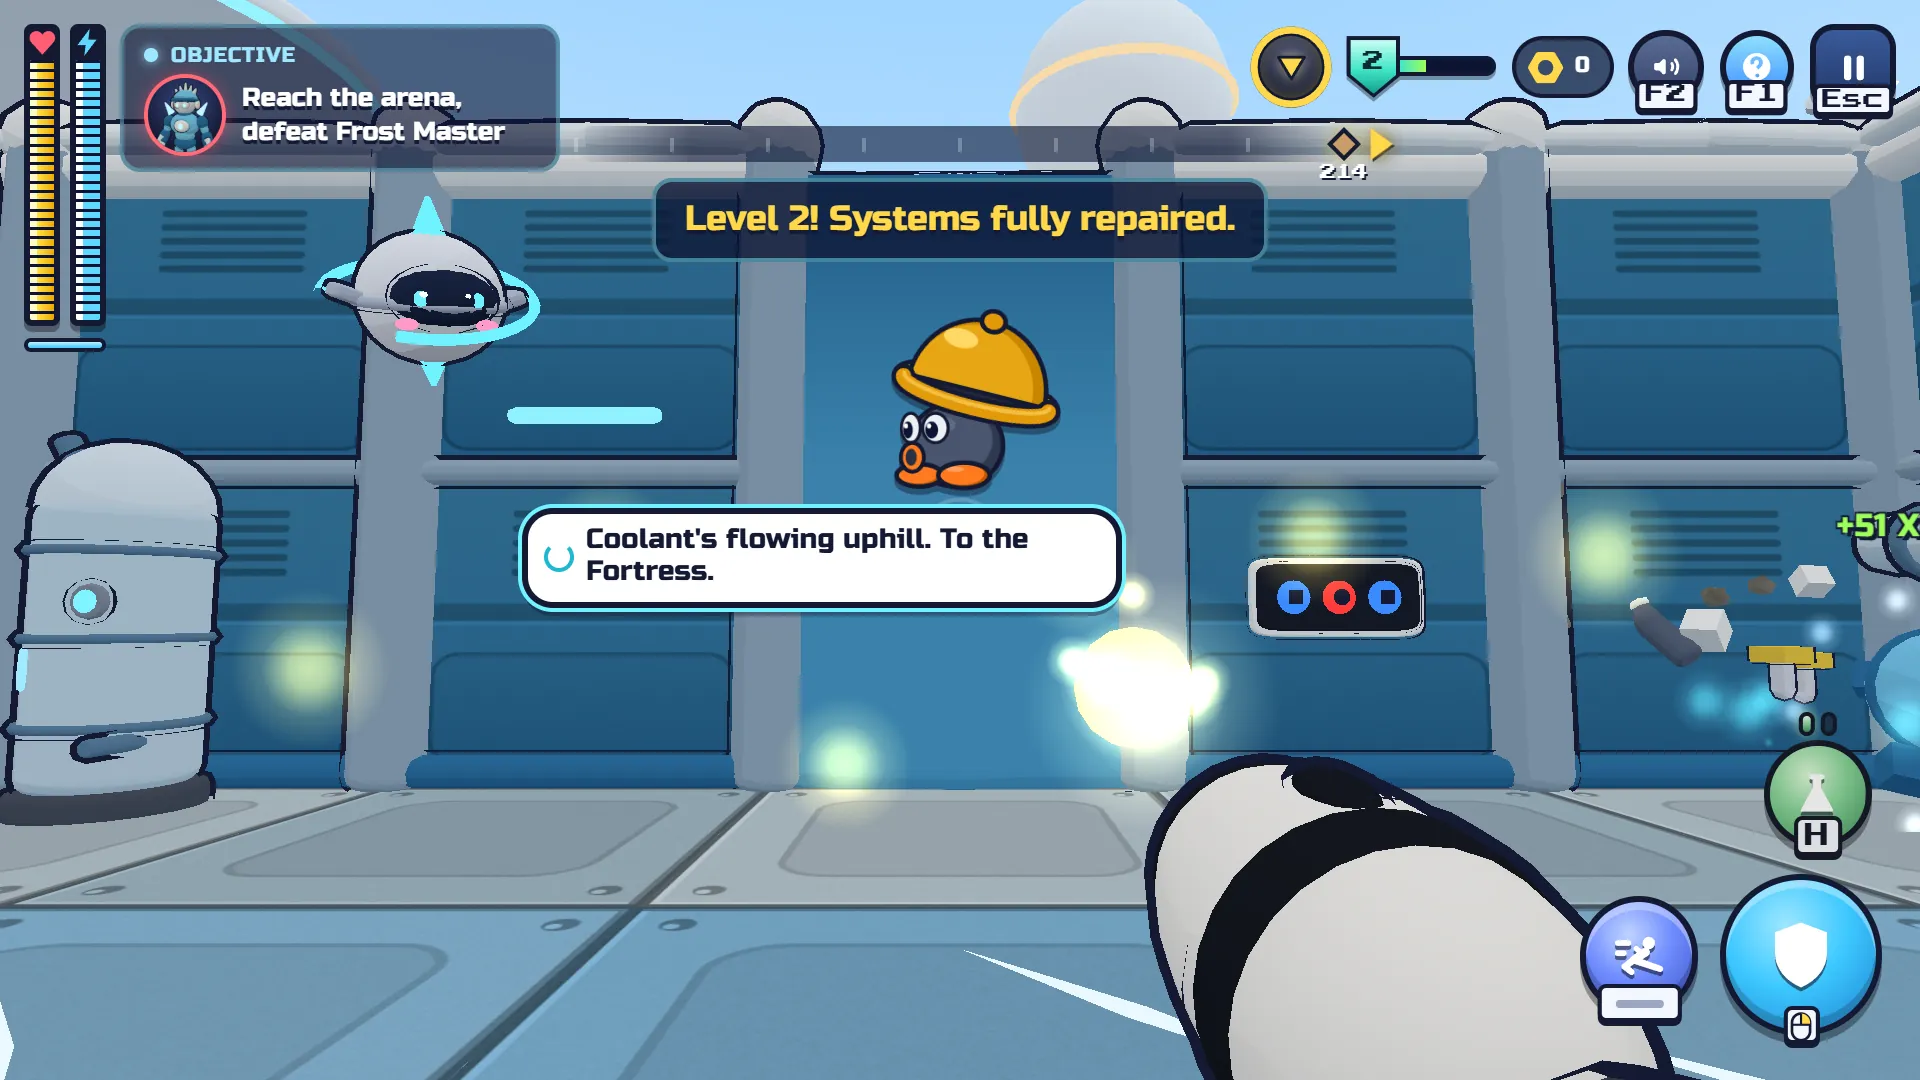 OBJECTIVE
Reach the arena,
defeat Frost Master
2
0
F2
F1
Esc
214
Level 2! Systems fully repaired.
Coolant's flowing uphill. To the
Fortress.
+51 X
H